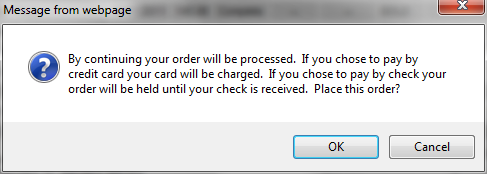 Message from webpage
By continuing your order will be processed.  If you chose to pay by
credit card your card will be charged.  If you chose to pay by check your
order will be held until your check is received.  Place this order?
OK
Cancel